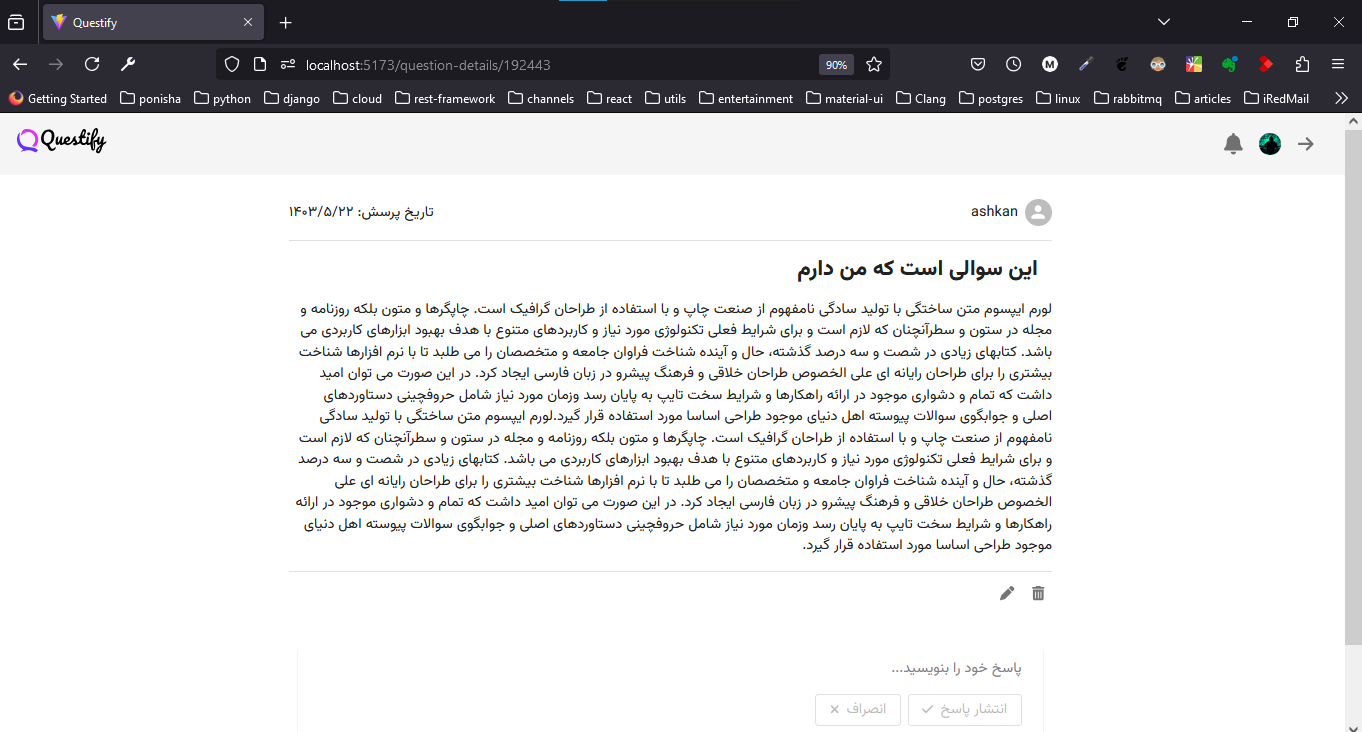 Questify
localhost:5173/question-details/192443
90%
Getting Started ponisha python django cloud rest-framework channels react utils entertainment material-ui Clang postgres linux rabbitmq articles iRedMail
Questify
ashkan
تاریخ پرسش: ۱۴۰۳/۵/۲۲
این سوالی است که من دارم
لورم ایپسوم متن ساختگی با تولید سادگی نامفهوم از صنعت چاپ و با استفاده از طراحان گرافیک است. چاپگرها و متون بلکه روزنامه و
مجله در ستون و سطرآنچنان که لازم است و برای شرایط فعلی تکنولوژی مورد نیاز و کاربردهای متنوع با هدف بهبود ابزارهای کاربردی می
باشد. کتابهای زیادی در شصت و سه درصد گذشته، حال و آینده شناخت فراوان جامعه و متخصصان را می طلبد تا با نرم افزارها شناخت
بیشتری را برای طراحان رایانه ای علی الخصوص طراحان خلاقی و فرهنگ پیشرو در زبان فارسی ایجاد کرد. در این صورت می توان امید
داشت که تمام و دشواری موجود در ارائه راهکارها و شرایط سخت تایپ به پایان رسد وزمان مورد نیاز شامل حروفچینی دستاوردهای
اصلی و جوابگوی سوالات پیوسته اهل دنیای موجود طراحی اساسا مورد استفاده قرار گیرد.لورم ایپسوم متن ساختگی با تولید سادگی
نامفهوم از صنعت چاپ و با استفاده از طراحان گرافیک است. چاپگرها و متون بلکه روزنامه و مجله در ستون و سطرآنچنان که لازم است
و برای شرایط فعلی تکنولوژی مورد نیاز و کاربردهای متنوع با هدف بهبود ابزارهای کاربردی می باشد. کتابهای زیادی در شصت و سه درصد
گذشته، حال و آینده شناخت فراوان جامعه و متخصصان را می طلبد تا با نرم افزارها شناخت بیشتری را برای طراحان رایانه ای علی
الخصوص طراحان خلاقی و فرهنگ پیشرو در زبان فارسی ایجاد کرد. در این صورت می توان امید داشت که تمام و دشواری موجود در ارائه
راهکارها و شرایط سخت تایپ به پایان رسد وزمان مورد نیاز شامل حروفچینی دستاوردهای اصلی و جوابگوی سوالات پیوسته اهل دنیای
موجود طراحی اساسا مورد استفاده قرار گیرد.
پاسخ خود را بنویسید...
انتشار پاسخ
انصراف